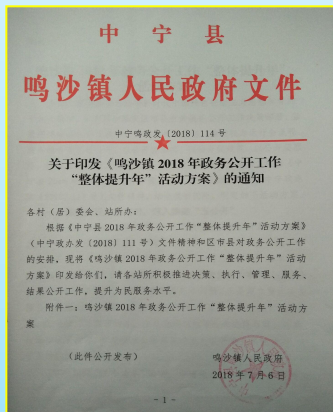 中宁县
鸣沙镇人民政府文件
中宁鸣政发〔2018〕114号
关于印发《鸣沙镇2018年政务公开工作
“整体提升年”活动方案》的通知
各村（居）委会、站所办：
根据《中宁县2018年政务公开工作“整体提升年”活动方案》
（中宁政办发〔2018〕111号）文件精神和区市县对政务公开工作
的安排，现将《鸣沙镇2018年政务公开工作“整体提升年”活动
方案》印发给你们，请各站所积极推进决策、执行、管理、服务、
结果公开工作，提升为民服务水平。
附件一：鸣沙镇2018年政务公开工作“整体提升年”活动方
案
（此件公开发布）
鸣沙镇人民政府
2018年7月6日
- 1 -